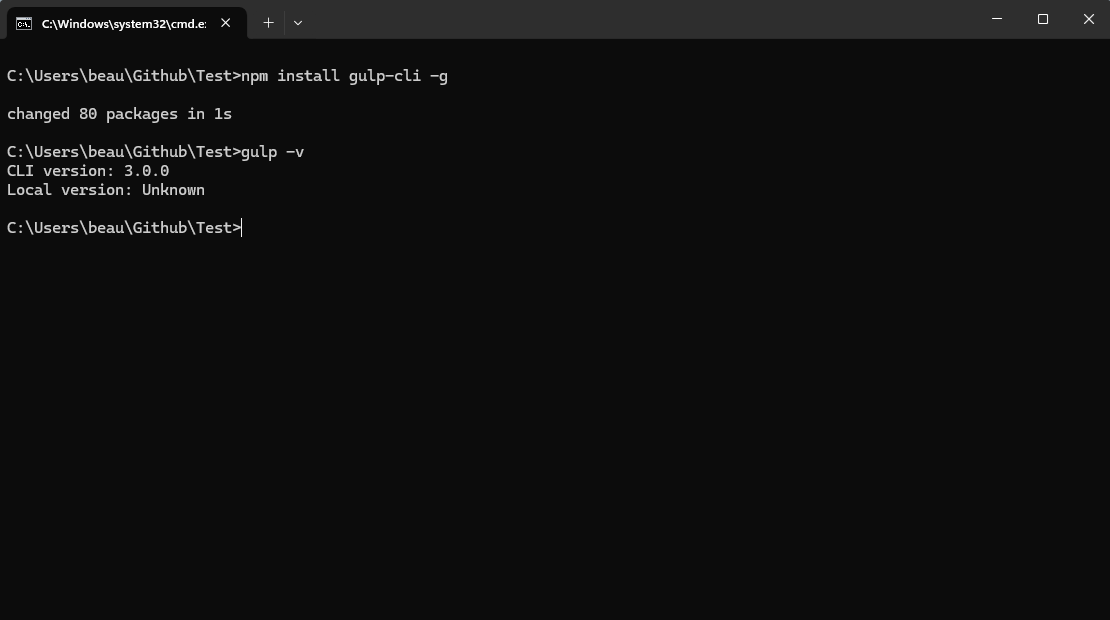 C:\Windows\system32\cmd.e
C:\Users\beau\Github\Test>npm install gulp-cli -g
changed 80 packages in 1s
C:\Users\beau\Github\Test>gulp -v
CLI version: 3.0.0
Local version: Unknown
C:\Users\beau\Github\Test>